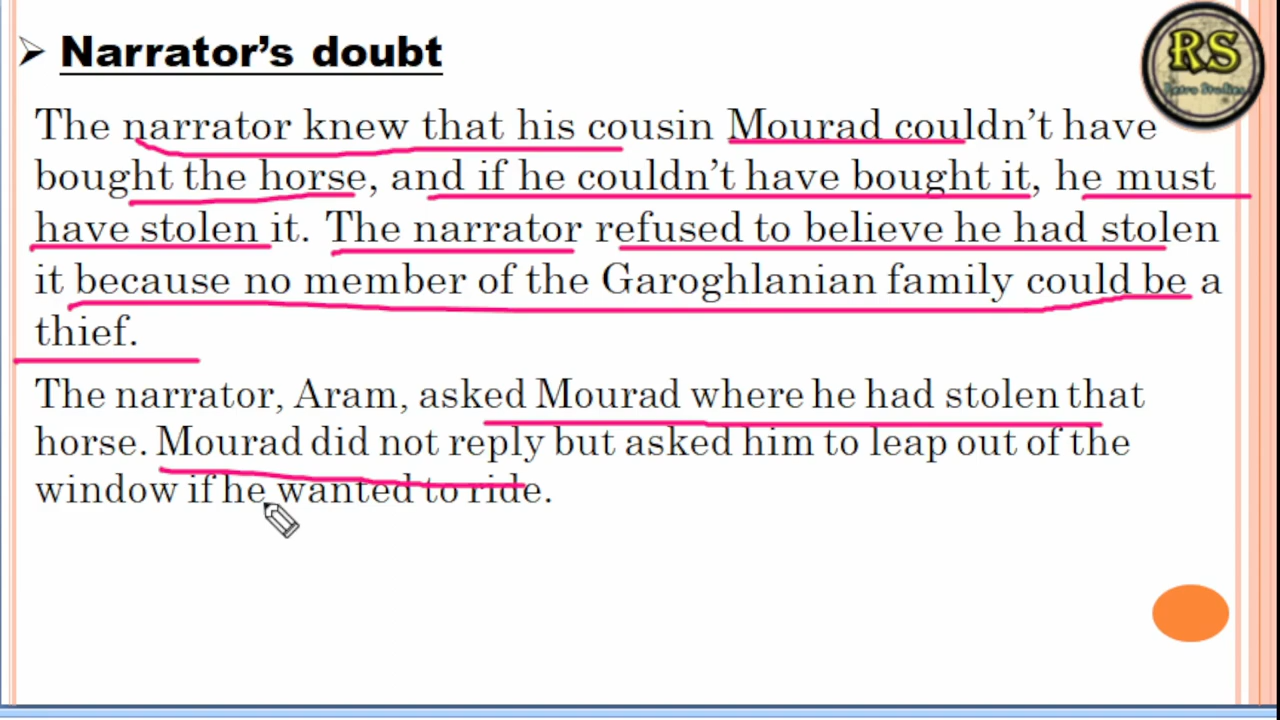 Narrator's doubt
RS
Retro Studies
The narrator knew that his cousin Mourad couldn't have
bought the horse, and if he couldn't have bought it, he must
have stolen it. The narrator refused to believe he had stolen
it because no member of the Garoghlanian family could be a
thief.
The narrator, Aram, asked Mourad where he had stolen that
horse. Mourad did not reply but asked him to leap out of the
window if he wanted to ride.